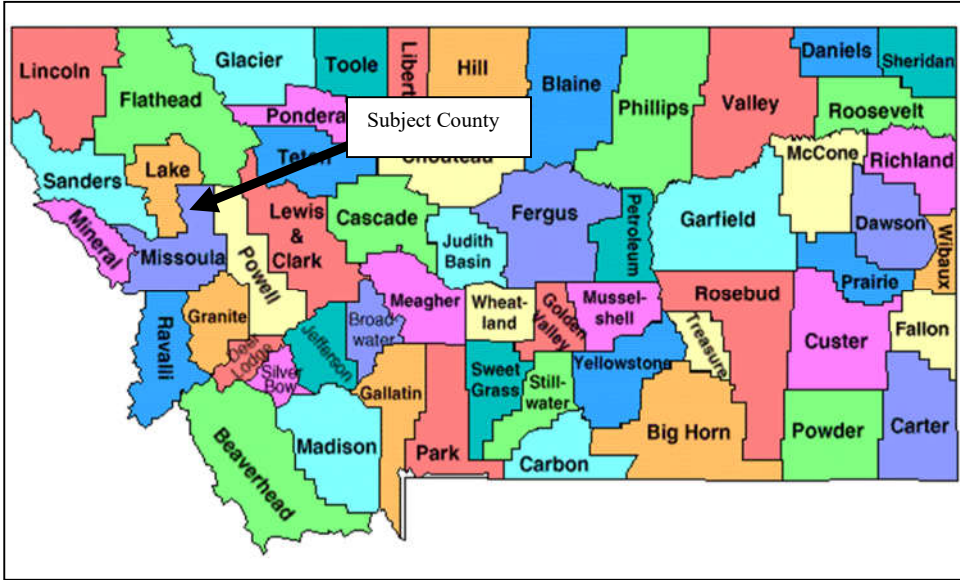 Lincoln
Flathead
Glacier
Toole
Libert
Hill
Blaine
Phillips
Valley
Daniels
Sheridan
Roosevelt
Pondera
Subject County
Sanders
Lake
Chouteau
McCone
Richland
Mineral
Missoula
Powell
Lewis
&
Clark
Cascade
Judith
Basin
Fergus
Petroleum
Garfield
Dawson
Wibaux
Prairie
Ravalli
Granite
Deer
Lodge
Silver
Bow
Jefferson
Broad-
water
Meagher
Wheat-
land
Golden
Valley
Mussel-
shell
Rosebud
Treasure
Custer
Fallon
Beaverhead
Madison
Gallatin
Park
Sweet
Grass
Still-
water
Yellowstone
Carbon
Big Horn
Powder
Carter